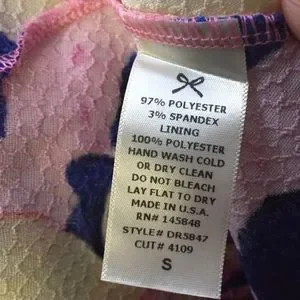 97% POLYESTER
3% SPANDEX
LINING
100% POLYESTER
HAND WASH COLD
OR DRY CLEAN
DO NOT BLEACH
LAY FLAT TO DRY
MADE IN U.S.A.
RN# 145848
STYLE# DR5847
CUT# 4109
S